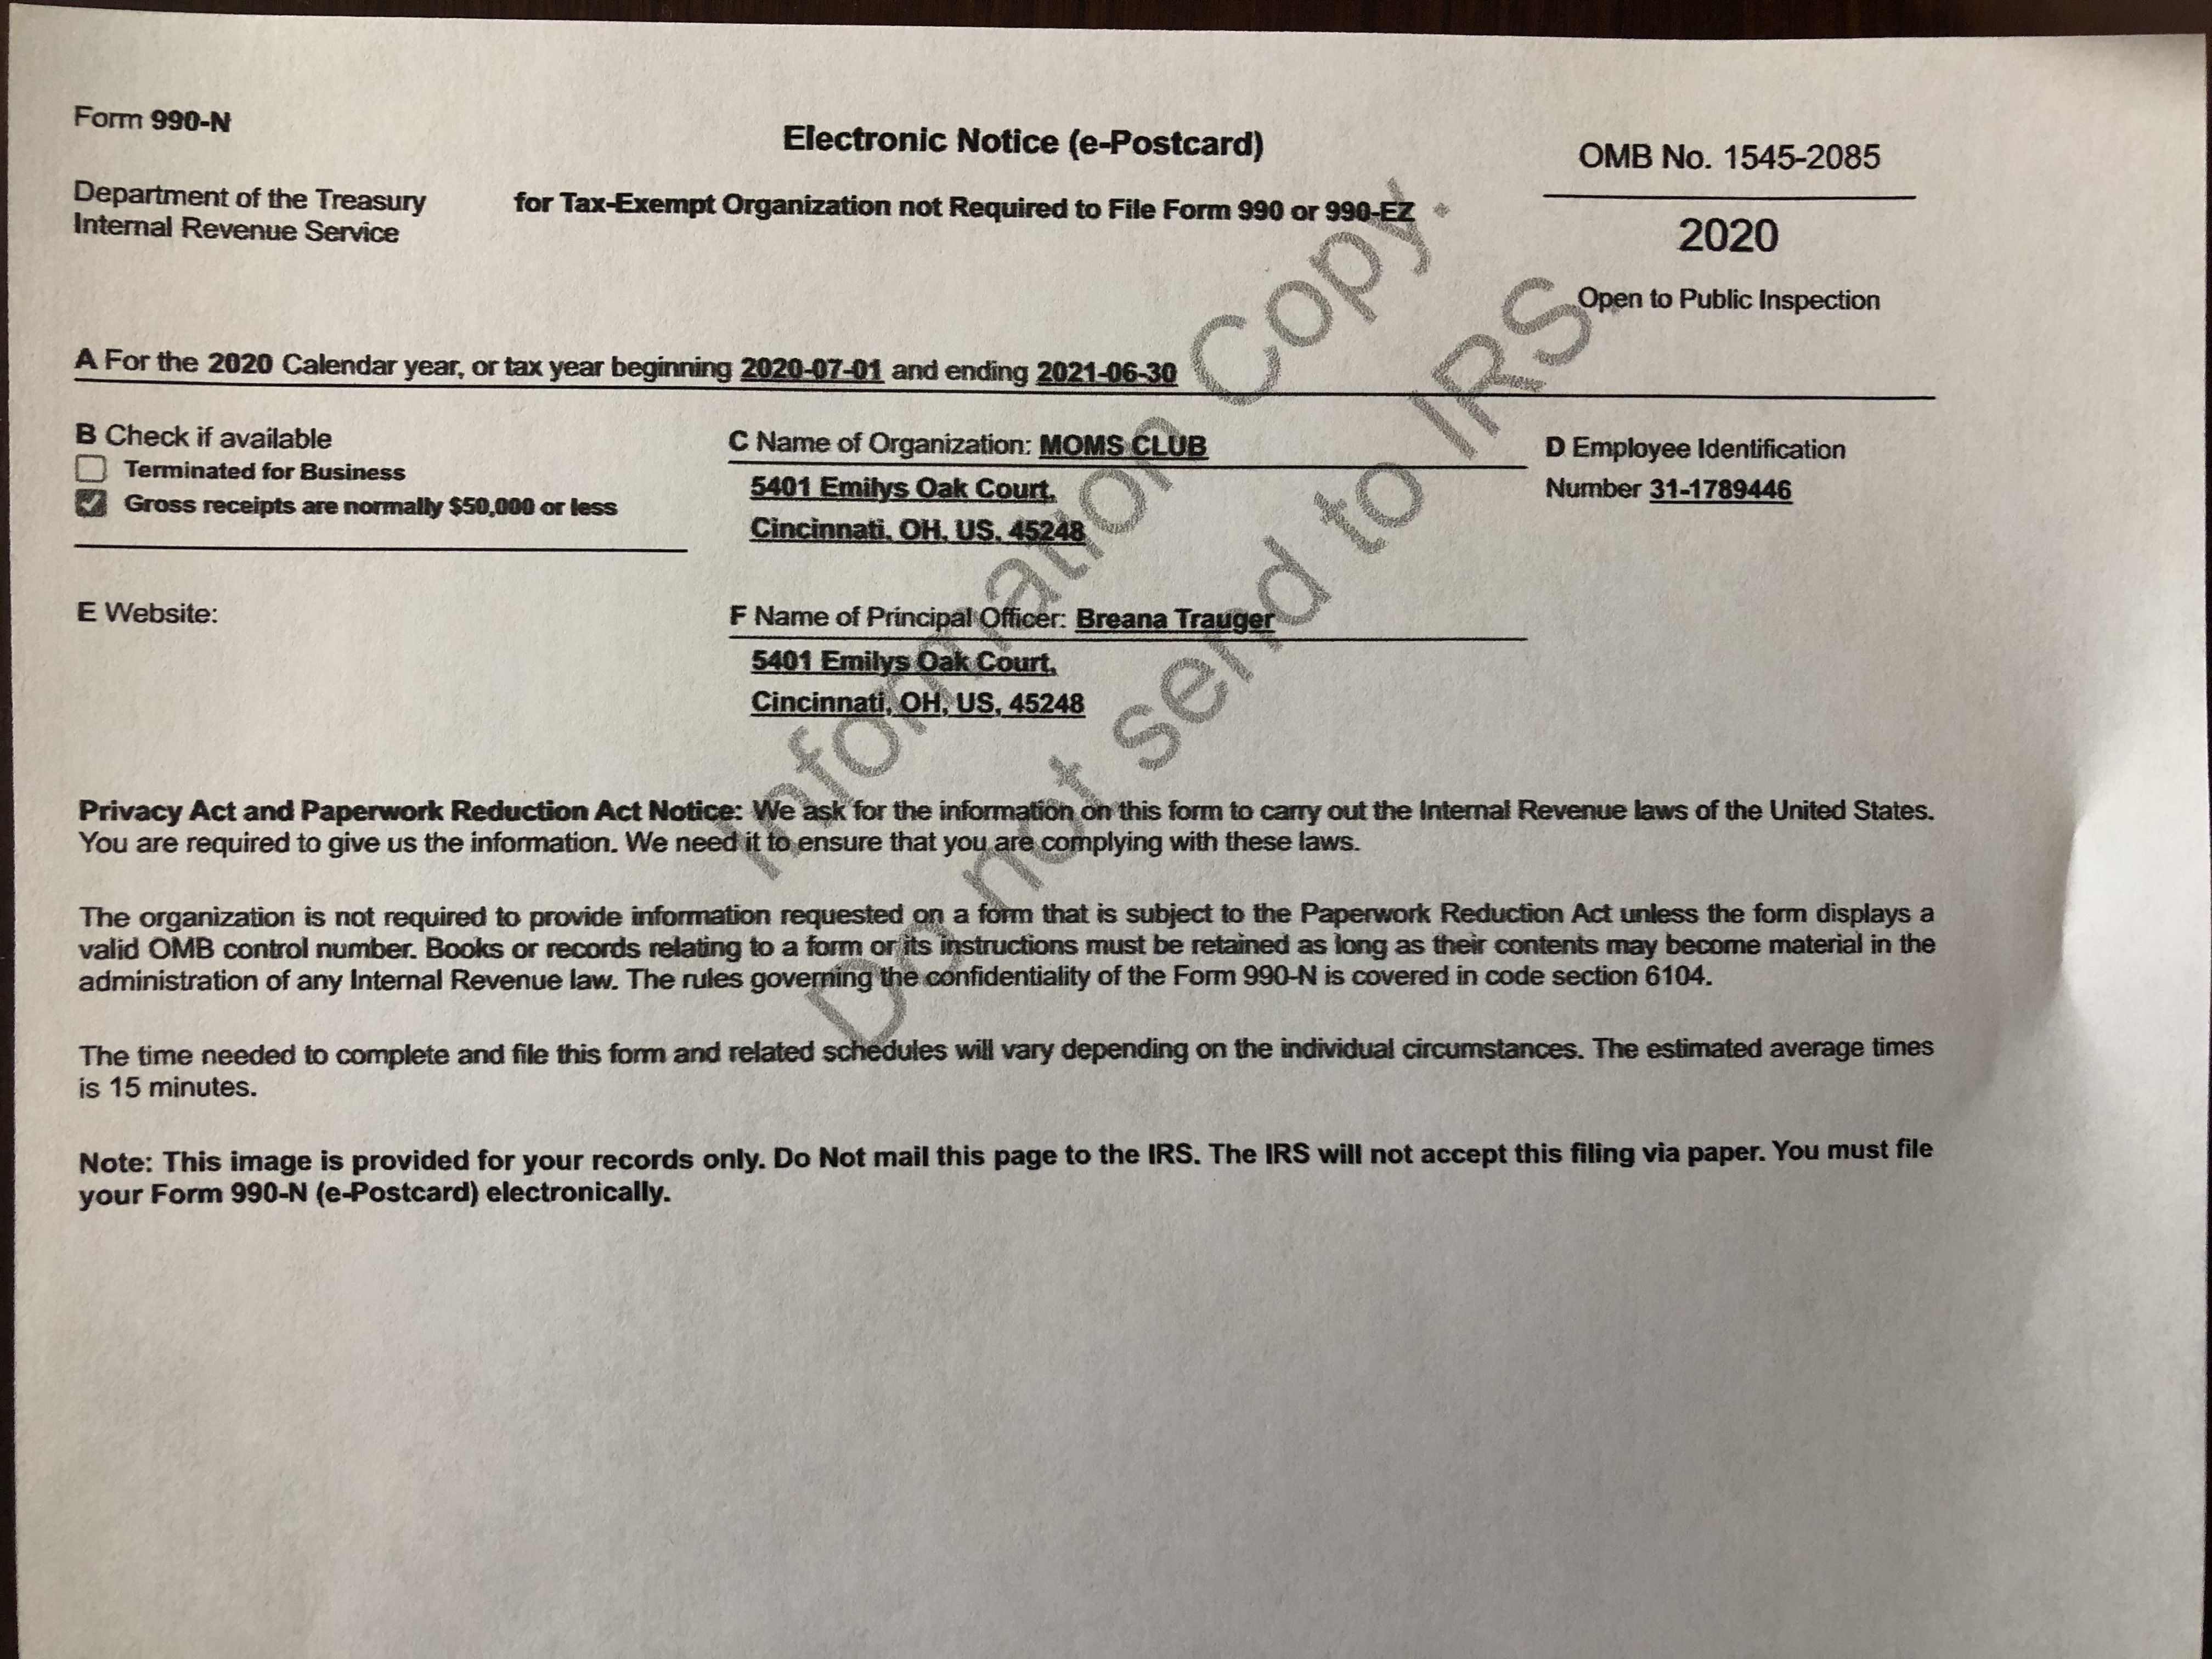 Form 990-N
Electronic Notice (e-Postcard)
OMB No. 1545-2085
Department of the Treasury
Internal Revenue Service
for Tax-Exempt Organization not Required to File Form 990 or 990-EZ
2020
Open to Public Inspection
A For the 2020 Calendar year, or tax year beginning 2020-07-01 and ending 2021-06-30
B Check if available
Terminated for Business
Gross receipts are normally $50,000 or less
C Name of Organization: MOMS CLUB
5401 Emilys Oak Court,
Cincinnati, OH, US, 45248
D Employee Identification
Number 31-1789446
E Website:
F Name of Principal Officer: Breana Trauger
5401 Emilys Oak Court,
Cincinnati, OH, US, 45248
Privacy Act and Paperwork Reduction Act Notice: We ask for the information on this form to carry out the Internal Revenue laws of the United States.
You are required to give us the information. We need it to ensure that you are complying with these laws.
The organization is not required to provide information requested on a form that is subject to the Paperwork Reduction Act unless the form displays a
valid OMB control number. Books or records relating to a form or its instructions must be retained as long as their contents may become material in the
administration of any Internal Revenue law. The rules governing the confidentiality of the Form 990-N is covered in code section 6104.
The time needed to complete and file this form and related schedules will vary depending on the individual circumstances. The estimated average times
is 15 minutes.
Note: This image is provided for your records only. Do Not mail this page to the IRS. The IRS will not accept this filing via paper. You must file
your Form 990-N (e-Postcard) electronically.
Information Copy.
Do not send to IRS